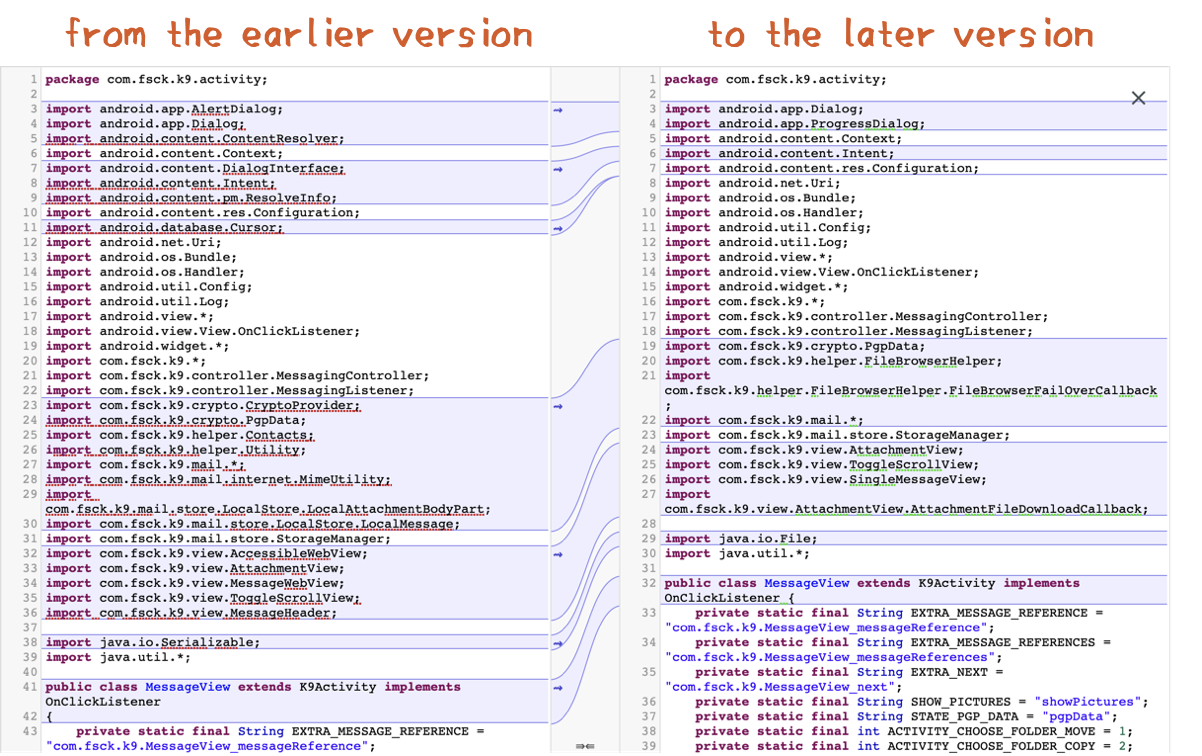 from the earlier version
to the later version
1 package com.fsck.k9.activity;
2
3 import android.app.AlertDialog;
4 import android.app.Dialog;
5 import android.content.ContentResolver;
6 import android.content.Context;
7 import android.content.DialogInterface;
8 import android.content.Intent;
9 import android.content.pm.ResolveInfo;
10 import android.content.res.Configuration;
11 import android.database.Cursor;
12 import android.net.Uri;
13 import android.os.Bundle;
14 import android.os.Handler;
15 import android.util.Config;
16 import android.util.Log;
17 import android.view.*;
18 import android.view.View.OnClickListener;
19 import android.widget.*;
20 import com.fsck.k9.*;
21 import com.fsck.k9.controller.MessagingController;
22 import com.fsck.k9.controller.MessagingListener;
23 import com.fsck.k9.crypto.CryptoProvider;
24 import com.fsck.k9.crypto.PgpData;
25 import com.fsck.k9.helper.Contacts;
26 import com.fsck.k9.helper.Utility;
27 import com.fsck.k9.mail.*;
28 import com.fsck.k9.mail.internet.MimeUtility;
29 import
com.fsck.k9.mail.store.LocalStore.LocalAttachmentBodyPart;
30 import com.fsck.k9.mail.store.LocalStore.LocalMessage;
31 import com.fsck.k9.mail.store.StorageManager;
32 import com.fsck.k9.view.AccessibleWebView;
33 import com.fsck.k9.view.AttachmentView;
34 import com.fsck.k9.view.MessageWebView;
35 import com.fsck.k9.view.ToggleScrollView;
36 import com.fsck.k9.view.MessageHeader;
37
38 import java.io.Serializable;
39 import java.util.*;
40
41 public class MessageView extends K9Activity implements
OnClickListener
42 {
43 private static final String EXTRA_MESSAGE_REFERENCE =
"com.fsck.k9.MessageView_messageReference";
1 package com.fsck.k9.activity;
2
3 import android.app.Dialog;
4 import android.app.ProgressDialog;
5 import android.content.Context;
6 import android.content.Intent;
7 import android.content.res.Configuration;
8 import android.net.Uri;
9 import android.os.Bundle;
10 import android.os.Handler;
11 import android.util.Config;
12 import android.util.Log;
13 import android.view.*;
14 import android.view.View.OnClickListener;
15 import android.widget.*;
16 import com.fsck.k9.*;
17 import com.fsck.k9.controller.MessagingController;
18 import com.fsck.k9.controller.MessagingListener;
19 import com.fsck.k9.crypto.PgpData;
20 import com.fsck.k9.helper.FileBrowserHelper;
21 import
com.fsck.k9.helper.FileBrowserHelper.FileBrowserFailOverCallback
;
22 import com.fsck.k9.mail.*;
23 import com.fsck.k9.mail.store.StorageManager;
24 import com.fsck.k9.view.AttachmentView;
25 import com.fsck.k9.view.ToggleScrollView;
26 import com.fsck.k9.view.SingleMessageView;
27 import
com.fsck.k9.view.AttachmentView.AttachmentFileDownloadCallback;
28
29 import java.io.File;
30 import java.util.*;
31
32 public class MessageView extends K9Activity implements
OnClickListener {
33 private static final String EXTRA_MESSAGE_REFERENCE =
"com.fsck.k9.MessageView_messageReference";
34 private static final String EXTRA_MESSAGE_REFERENCES =
"com.fsck.k9.MessageView_messageReferences";
35 private static final String EXTRA_NEXT =
"com.fsck.k9.MessageView_next";
36 private static final String SHOW_PICTURES = "showPictures";
37 private static final String STATE_PGP_DATA = "pgpData";
38 private static final int ACTIVITY_CHOOSE_FOLDER_MOVE = 1;
39 private static final int ACTIVITY_CHOOSE_FOLDER_COPY = 2;